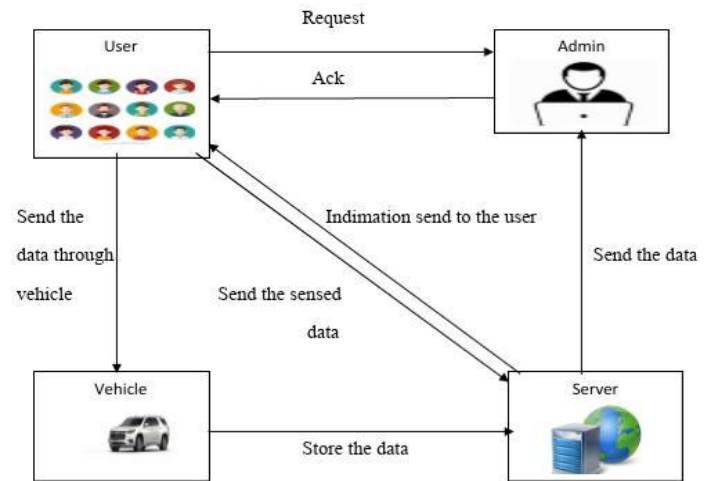 Request
User
Admin
Ack
Send the
data through
vehicle
Indimation send to the user
Send the data
Send the sensed
data
Vehicle
Server
Store the data